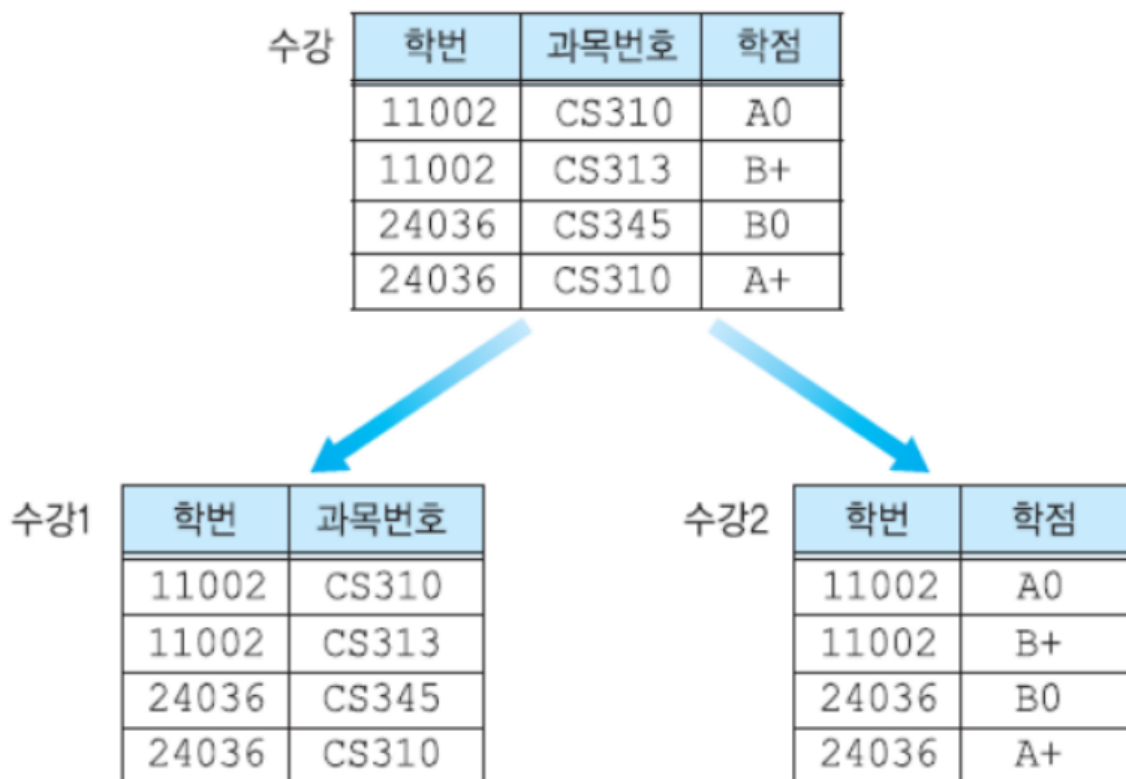 수강 학번 과목번호 학점
11002 CS310 A0
11002 CS313 B+
24036 CS345 B0
24036 CS310 A+
수강1 학번 과목번호
11002 CS310
11002 CS313
24036 CS345
24036 CS310
수강2 학번 학점
11002 A0
11002 B+
24036 B0
24036 A+